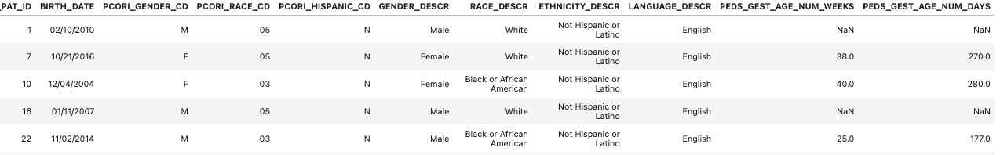 _PAT_ID BIRTH_DATE PCORI_GENDER_CD PCORI_RACE_CD PCORI_HISPANIC_CD GENDER_DESCR RACE_DESCR ETHNICITY_DESCR LANGUAGE_DESCR PEDS_GEST_AGE_NUM_WEEKS PEDS_GEST_AGE_NUM_DAYS
1 02/10/2010 M 05 N Male White Not Hispanic or Latino English NaN NaN
7 10/21/2016 F 05 N Female White Not Hispanic or Latino English 38.0 270.0
10 12/04/2004 F 03 N Female Black or African American Not Hispanic or Latino English 40.0 280.0
16 01/11/2007 M 05 N Male White Not Hispanic or Latino English NaN NaN
22 11/02/2014 M 03 N Male Black or African American Not Hispanic or Latino English 25.0 177.0